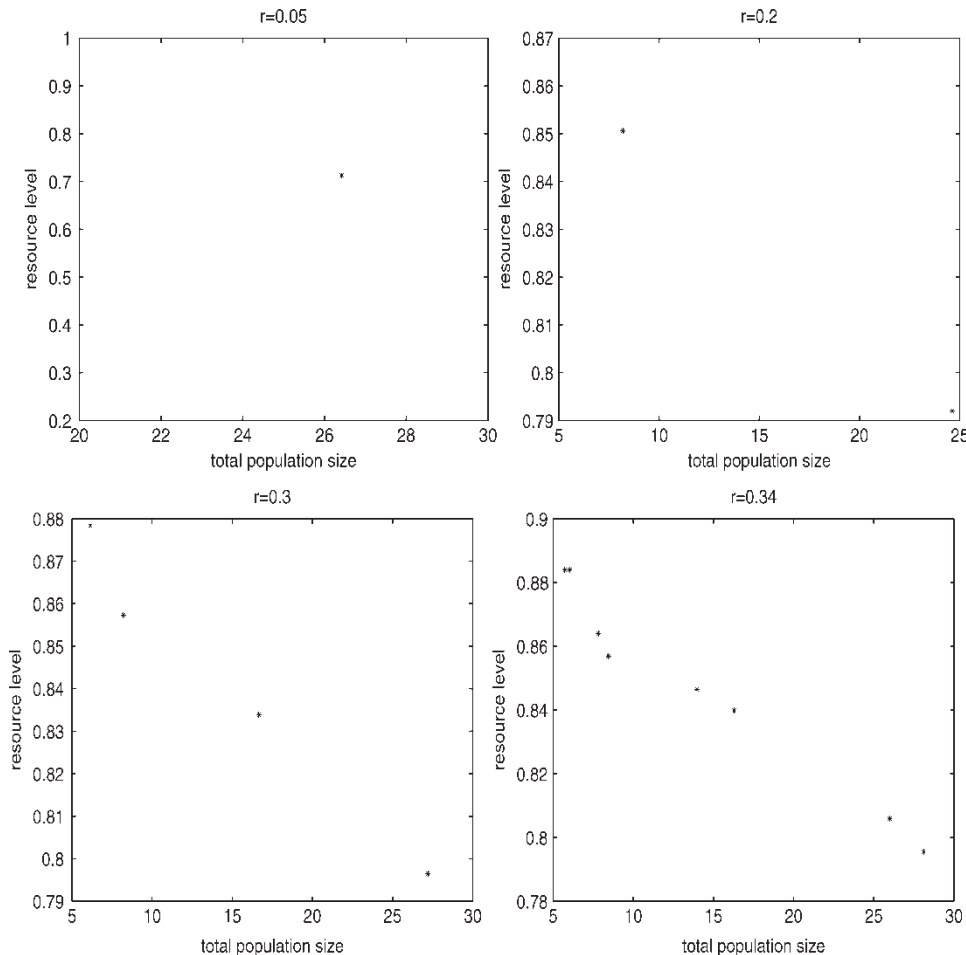 r=0.05
1
0.9
0.8
0.7
0.6
0.5
0.4
0.3
0.2
resource level
20 22 24 26 28 30
total population size
r=0.2
0.87
0.86
0.85
0.84
0.83
0.82
0.81
0.8
0.79
resource level
5 10 15 20 25
total population size
r=0.3
0.88
0.87
0.86
0.85
0.84
0.83
0.82
0.81
0.8
0.79
resource level
5 10 15 20 25 30
total population size
r=0.34
0.9
0.88
0.86
0.84
0.82
0.8
0.78
resource level
5 10 15 20 25 30
total population size